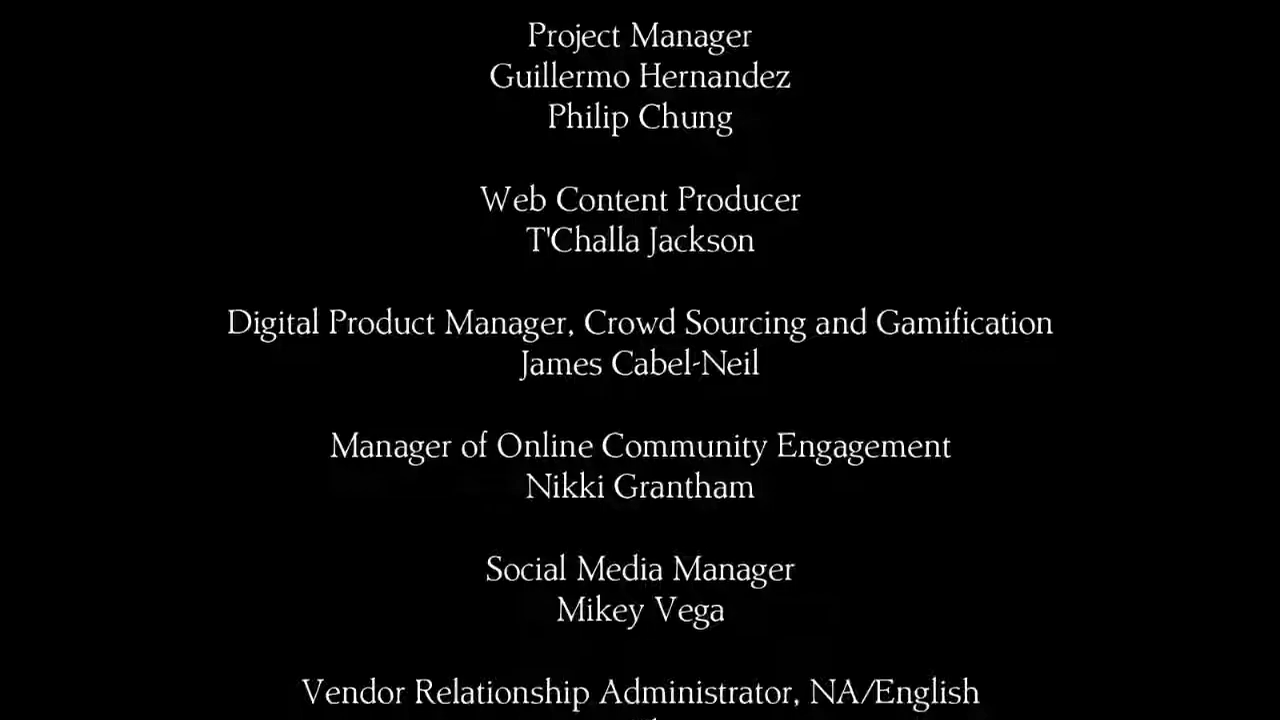 Project Manager
Guillermo Hernandez
Philip Chung
Web Content Producer
T'Challa Jackson
Digital Product Manager, Crowd Sourcing and Gamification
James Cabel-Neil
Manager of Online Community Engagement
Nikki Grantham
Social Media Manager
Mikey Vega
Vendor Relationship Administrator, NA/English